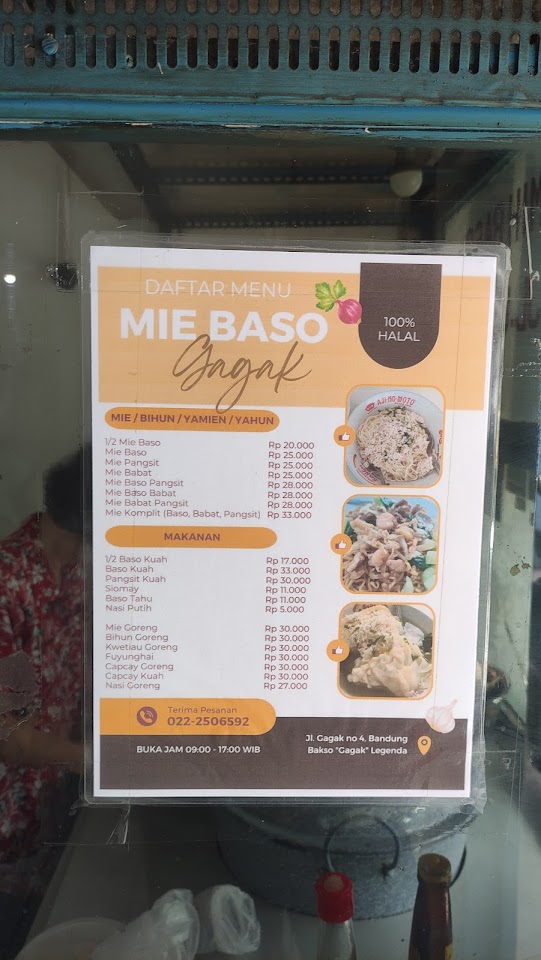 DAFTAR MENU
MIE BASO
Gagak
100%
HALAL
MIE / BIHUN / YAMIEN / YAHUN
1/2 Mie Baso Rp 20.000
Mie Baso Rp 25.000
Mie Pangsit Rp 25.000
Mie Babat Rp 25.000
Mie Baso Pangsit Rp 28.000
Mie Baso Babat Rp 28.000
Mie Babat Pangsit Rp 28.000
Mie Komplit (Baso, Babat, Pangsit) Rp 33.000
MAKANAN
1/2 Baso Kuah Rp 17.000
Baso Kuah Rp 33.000
Pangsit Kuah Rp 30.000
Siomay Rp 11.000
Baso Tahu Rp 11.000
Nasi Putih Rp 5.000
Mie Goreng Rp 30.000
Bihun Goreng Rp 30.000
Kwetiau Goreng Rp 30.000
Fuyunghai Rp 30.000
Capcay Goreng Rp 30.000
Capcay Kuah Rp 30.000
Nasi Goreng Rp 27.000
AJI-NO-MOTO
Terima Pesanan
022-2506592
BUKA JAM 09:00 - 17:00 WIB
Jl. Gagak no 4, Bandung
Bakso "Gagak" Legenda